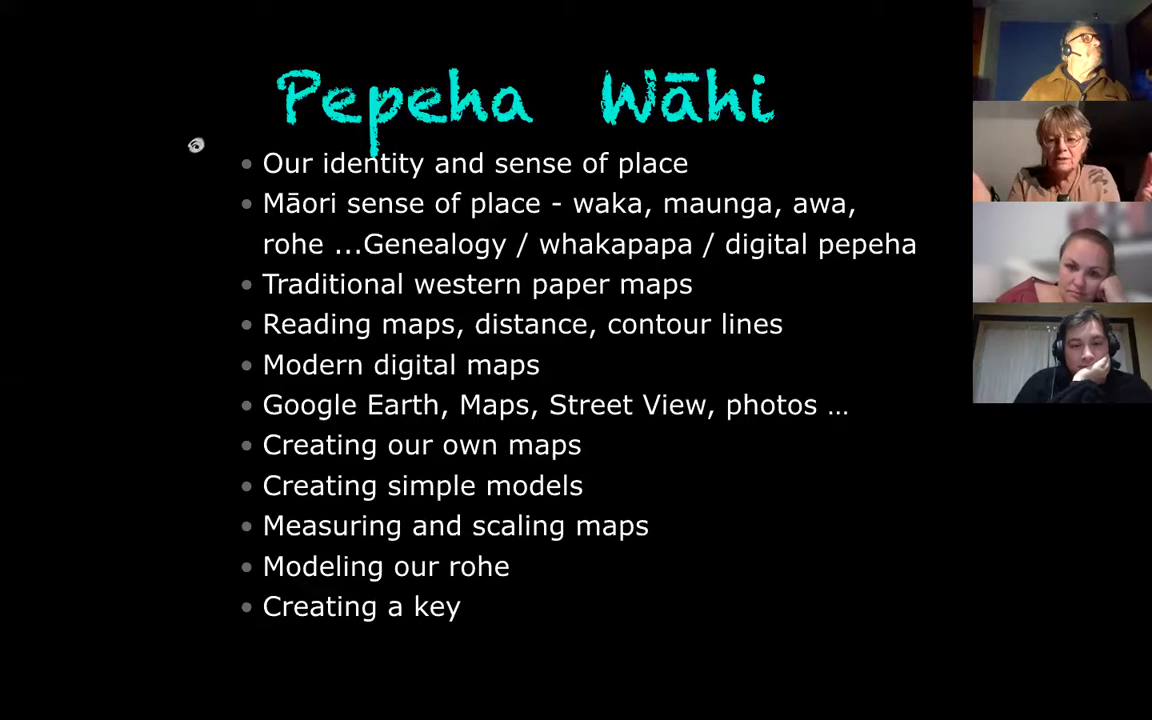 Pepeha Wāhi
• Our identity and sense of place
• Māori sense of place - waka, maunga, awa,
rohe ...Genealogy / whakapapa / digital pepeha
• Traditional western paper maps
• Reading maps, distance, contour lines
• Modern digital maps
• Google Earth, Maps, Street View, photos ...
• Creating our own maps
• Creating simple models
• Measuring and scaling maps
• Modeling our rohe
• Creating a key